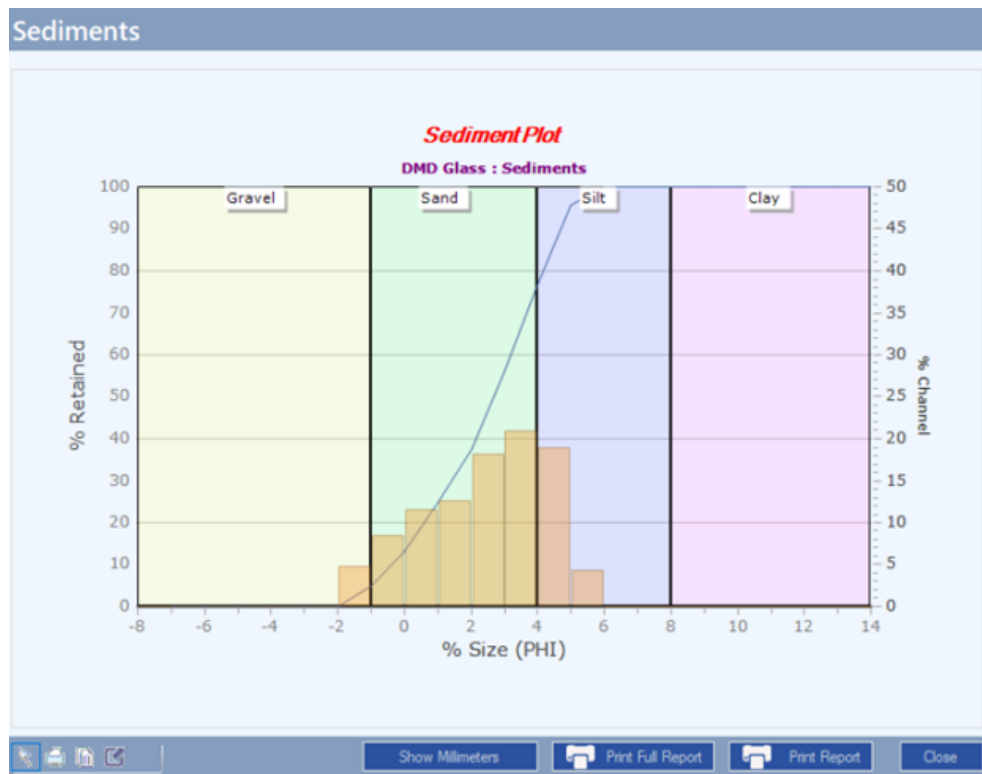 Sediments
Sediment Plot
DMD Glass : Sediments
Gravel Sand Silt Clay
100 50
90 45
80 40
70 35
60 30
50 25
40 20
30 15
20 10
10 5
0 0
% Retained
% Channel
-8 -6 -4 -2 0 2 4 6 8 10 12 14
% Size (PHI)
Show Millimeters Print Full Report Print Report Close